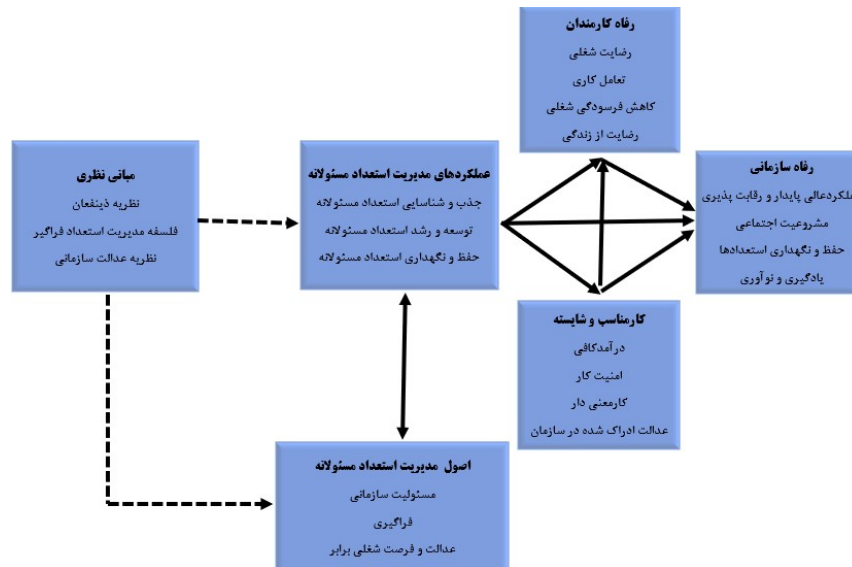 رفاه کارمندان
رضایت شغلی
تعامل کاری
کاهش فرسودگی شغلی
رضایت از زندگی
رفاه سازمانی
ملکردعالی پایدار و رقابت پذیری
مشروعیت اجتماعی
حفظ و نگهداری استعدادها
یادگیری و نوآوری
عملکردهای مدیریت استعداد مسئولانه
جذب و شناسایی استعداد مسئولانه
توسعه و رشد استعداد مسئولانه
حفظ و نگهداری استعداد مسئولانه
مبانی نظری
نظریه ذینفعان
فلسفه مدیریت استعداد فراگیر
نظریه عدالت سازمانی
کارمناسب و شایسته
درآمدکافی
امنیت کار
کارمعنی دار
عدالت ادراک شده در سازمان
اصول مدیریت استعداد مسئولانه
مسئولیت سازمانی
فراگیری
عدالت و فرصت شغلی برابر